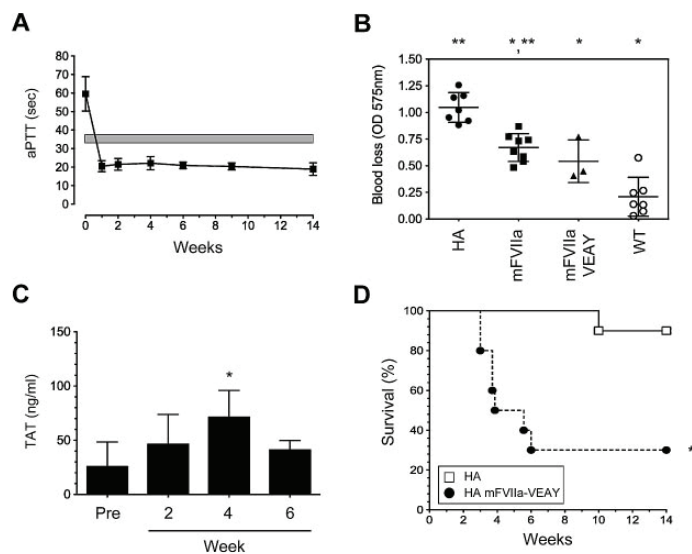 A
aPTT (sec)
80
70
60
50
40
30
20
10
0
0 2 4 6 8 10 12 14
Weeks
B
** *,** * *
Blood loss (OD 575nm)
1.50
1.25
1.00
0.75
0.50
0.25
0.00
HA
mFVIIa
mFVIIa
VEAY
WT
C
TAT (ng/ml)
150
100
50
0
*
Pre 2 4 6
Week
D
Survival (%)
100
80
60
40
20
0
*
HA
HA mFVIIa-VEAY
0 2 4 6 8 10 12 14
Weeks